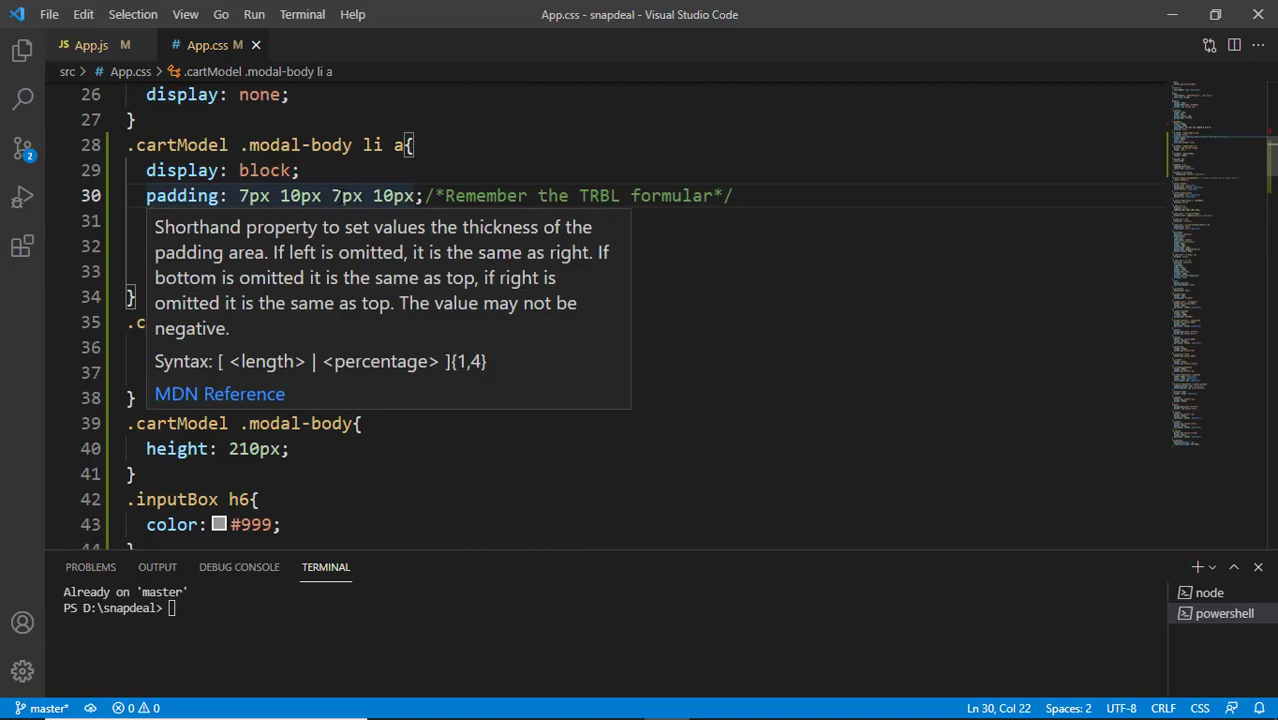 File Edit Selection View Go Run Terminal Help App.css - snapdeal - Visual Studio Code
JS App.js M # App.css M
src > # App.css > .cartModel .modal-body li a
26 display: none;
27 }
28 .cartModel .modal-body li a{
29 display: block;
30 padding: 7px 10px 7px 10px;/*Remember the TRBL formular*/
31
Shorthand property to set values the thickness of the
32 padding area. If left is omitted, it is the same as right. If
33 bottom is omitted it is the same as top, if right is
34 } omitted it is the same as top. The value may not be
35 .c negative.
36 Syntax: [ <length> | <percentage> ]{1,4}
37 MDN Reference
38 }
39 .cartModel .modal-body{
40 height: 210px;
41 }
42 .inputBox h6{
43 color: #999;
44 }
2
PROBLEMS OUTPUT DEBUG CONSOLE TERMINAL
Already on 'master'
PS D:\snapdeal>
node
powershell
master* 0 0 Ln 30, Col 22 Spaces: 2 UTF-8 CRLF CSS